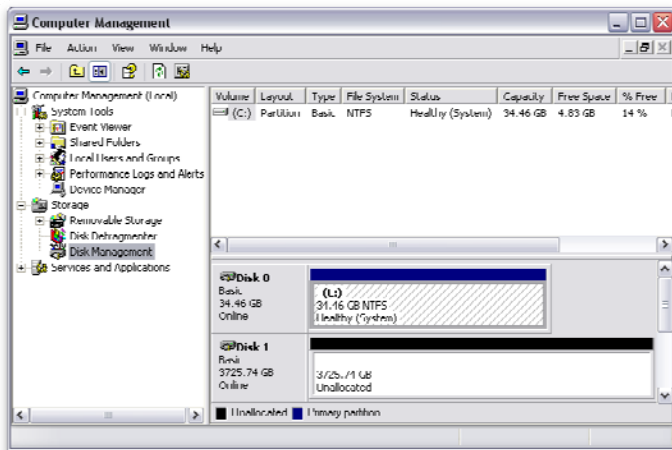 Computer Management
File Action View Window Help
Computer Management (Local)
System Tools
Event Viewer
Shared Folders
Local Users and Groups
Performance Logs and Alerts
Device Manager
Storage
Removable Storage
Disk Defragmenter
Disk Management
Services and Applications
Volume Layout Type File System Status Capacity Free Space % Free
(C:) Partition Basic NTFS Healthy (System) 34.46 GB 4.83 GB 14 %
Disk 0
Basic
34.46 GB
Online
(C:)
34.46 GB NTFS
Healthy (System)
Disk 1
Basic
3725.74 GB
Online
3725.74 GB
Unallocated
Unallocated Primary partition